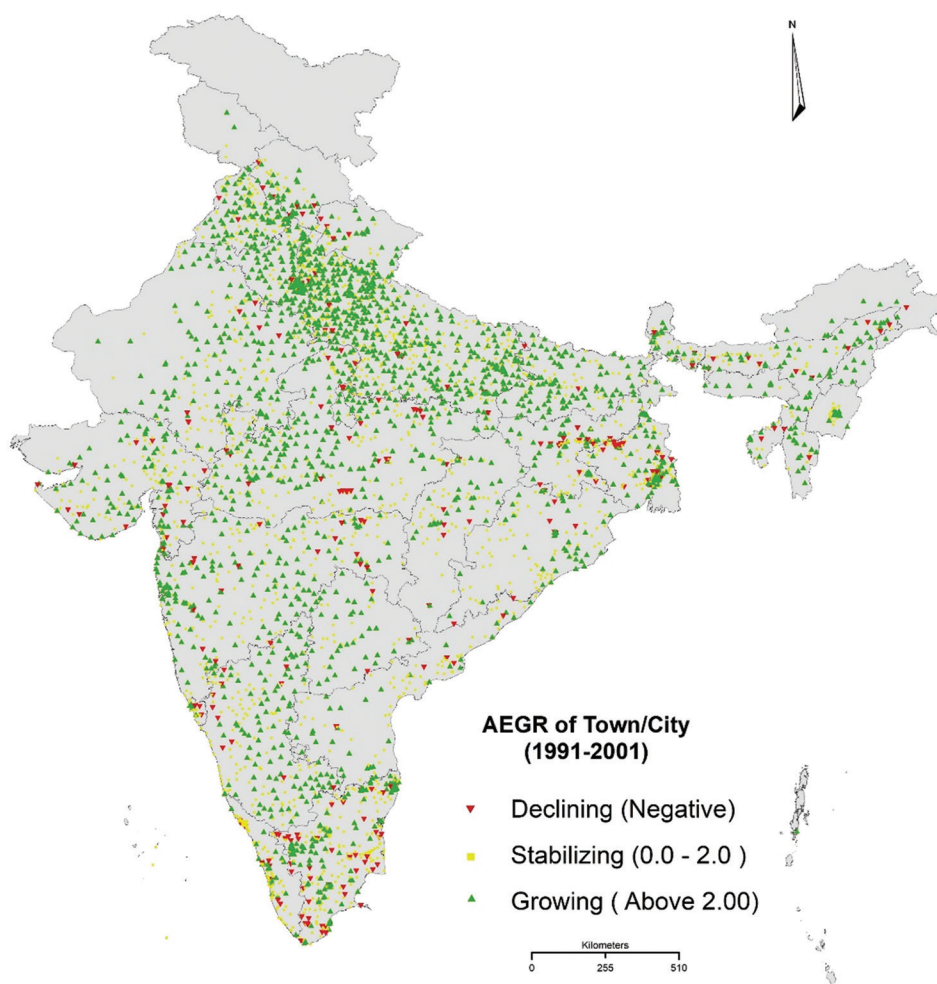 N
AEGR of Town/City
(1991-2001)
Declining (Negative)
Stabilizing (0.0 - 2.0 )
Growing ( Above 2.00)
Kilometers
0 255 510